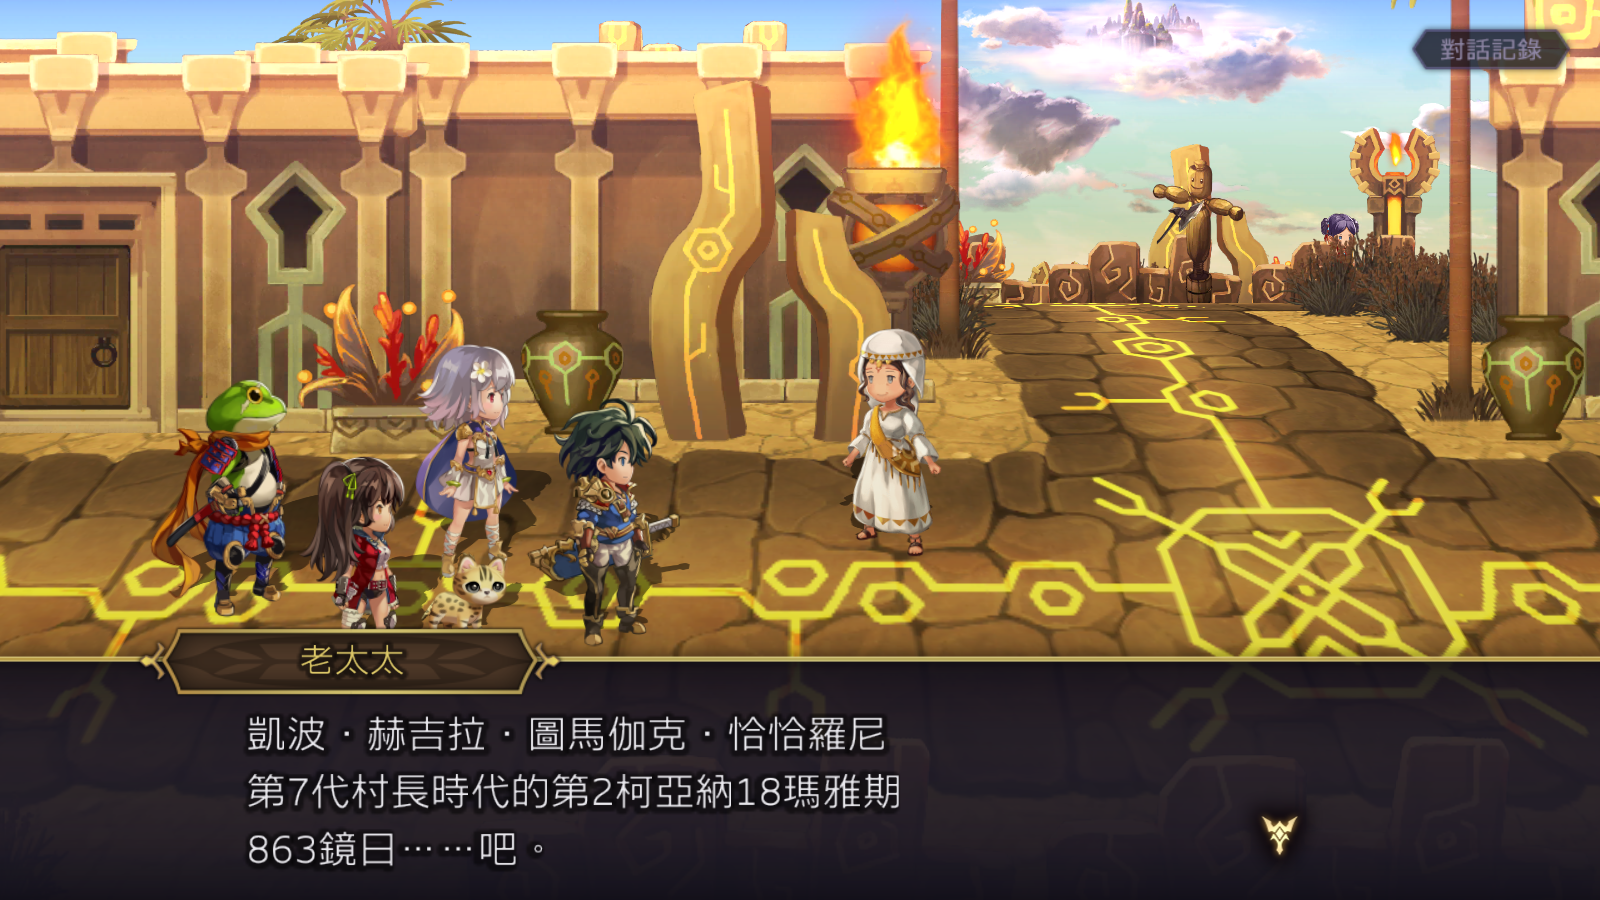 對話記錄
老太太
凱波・赫吉拉・圖馬伽克・恰恰羅尼
第7代村長時代的第2柯亞納18瑪雅期
863鏡日⋯⋯吧。